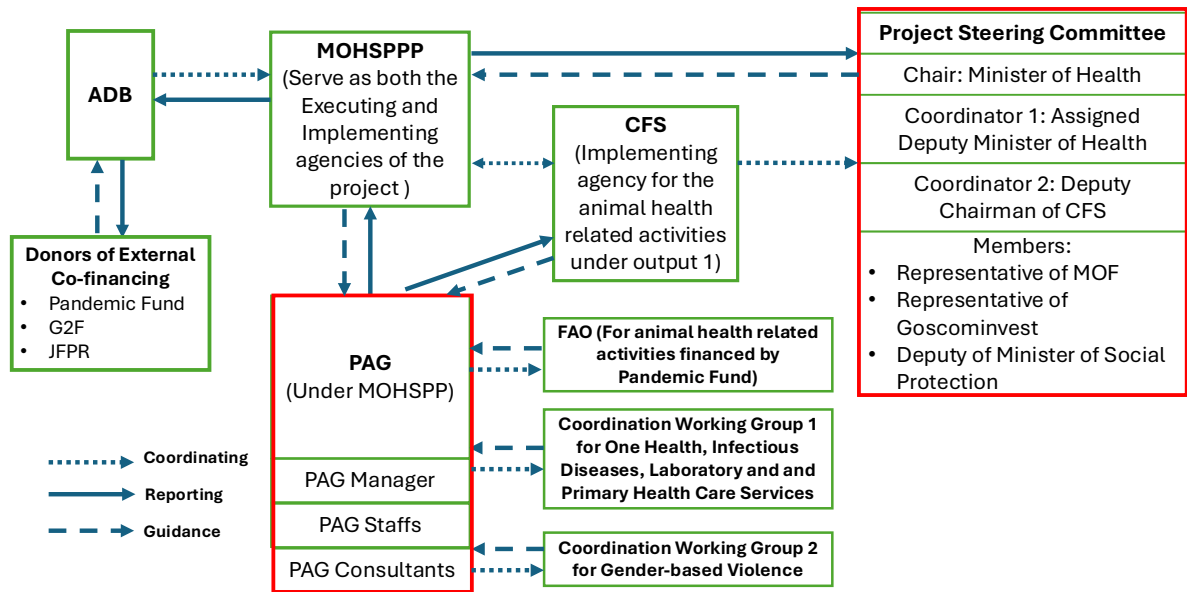 ADB
MOHSPPP
(Serve as both the
Executing and
Implementing
agencies of the
project )
CFS
(Implementing
agency for the
animal health
related activities
under output 1)
Project Steering Committee
Chair: Minister of Health
Coordinator 1: Assigned
Deputy Minister of Health
Coordinator 2: Deputy
Chairman of CFS
Members:
• Representative of MOF
• Representative of
Goscominvest
• Deputy of Minister of Social
Protection
Donors of External
Co-financing
• Pandemic Fund
• G2F
• JFPR
PAG
(Under MOHSPP)
PAG Manager
PAG Staffs
PAG Consultants
FAO (For animal health related
activities financed by
Pandemic Fund)
Coordination Working Group 1
for One Health, Infectious
Diseases, Laboratory and and
Primary Health Care Services
Coordination Working Group 2
for Gender-based Violence
Coordinating
Reporting
Guidance